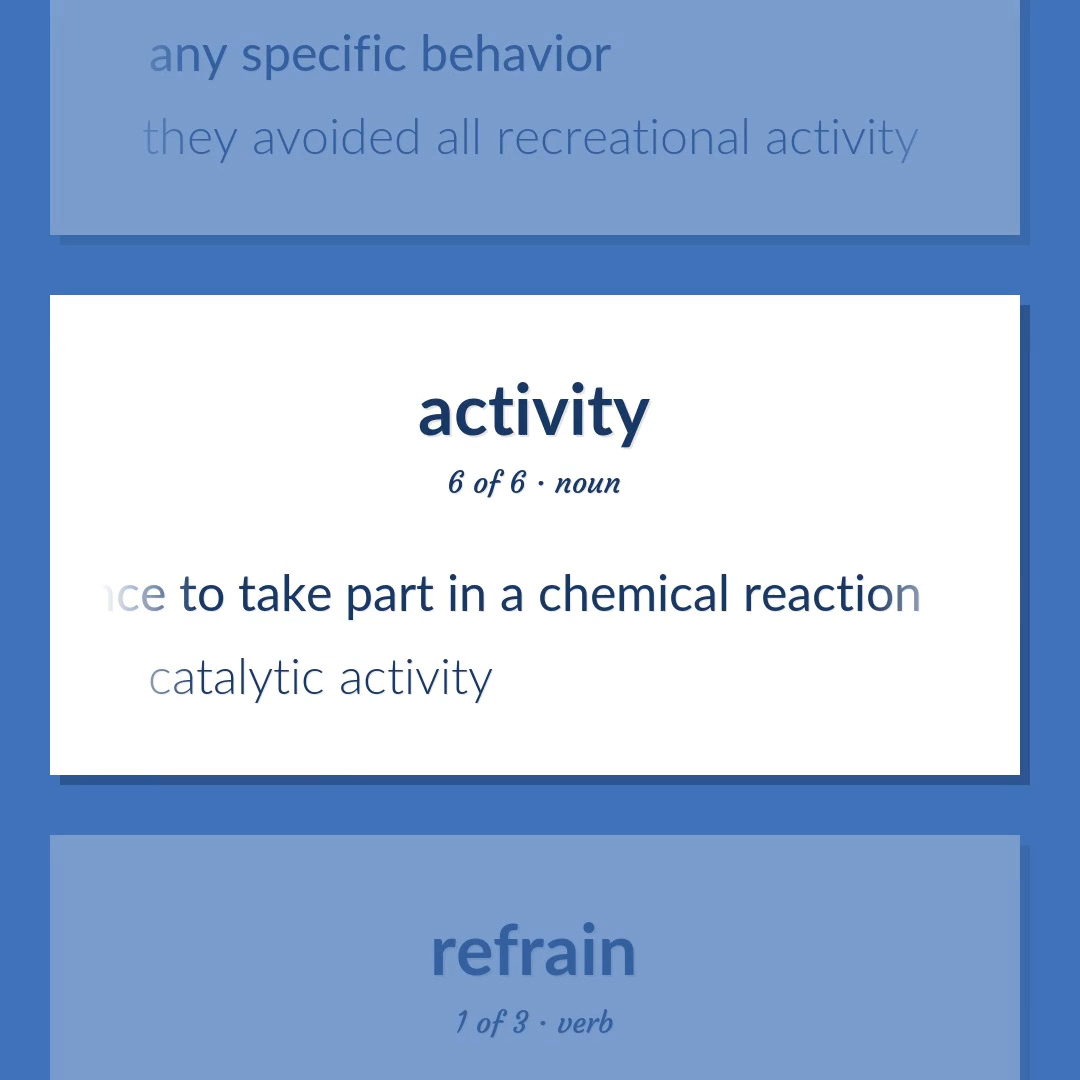 any specific behavior
they avoided all recreational activity
activity
6 of 6 · noun
to take part in a chemical reaction
catalytic activity
refrain
1 of 3 · verb